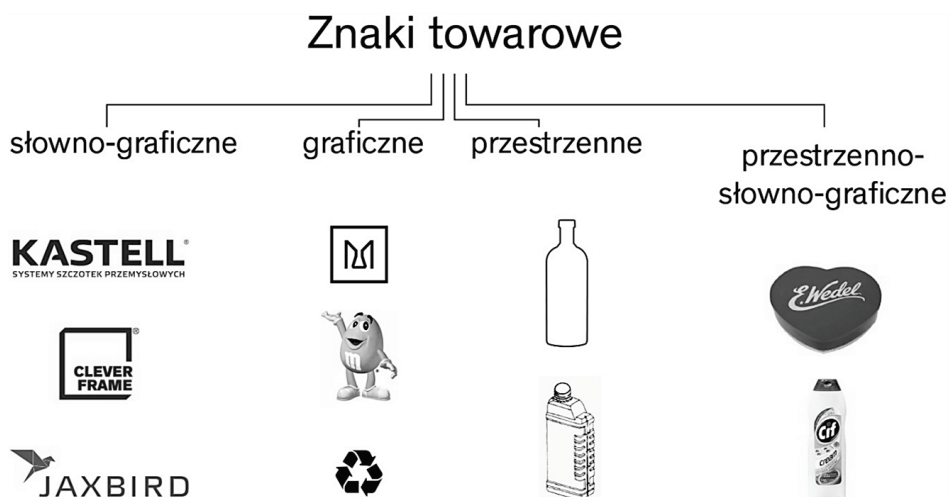 Znaki towarowe
słowno-graficzne
graficzne
przestrzenne
przestrzenno-
słowno-graficzne
KASTELL®
SYSTEMY SZCZOTEK PRZEMYSŁOWYCH
m
E.Wedel
CLEVER
FRAME
®
Cif
Cream
JAXBIRD